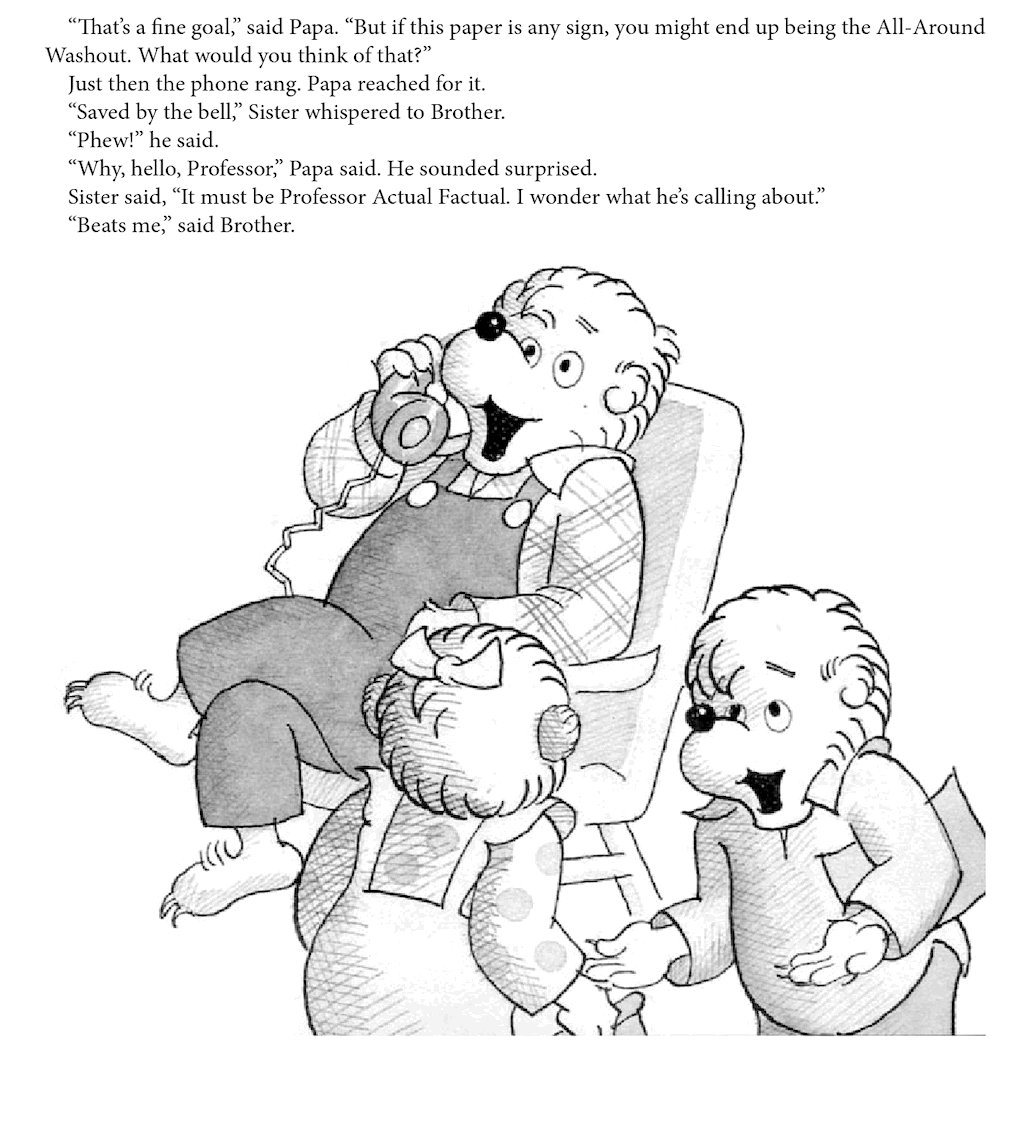 “That’s a fine goal,” said Papa. “But if this paper is any sign, you might end up being the All-Around
Washout. What would you think of that?”
Just then the phone rang. Papa reached for it.
“Saved by the bell,” Sister whispered to Brother.
“Phew!” he said.
“Why, hello, Professor,” Papa said. He sounded surprised.
Sister said, “It must be Professor Actual Factual. I wonder what he’s calling about.”
“Beats me,” said Brother.